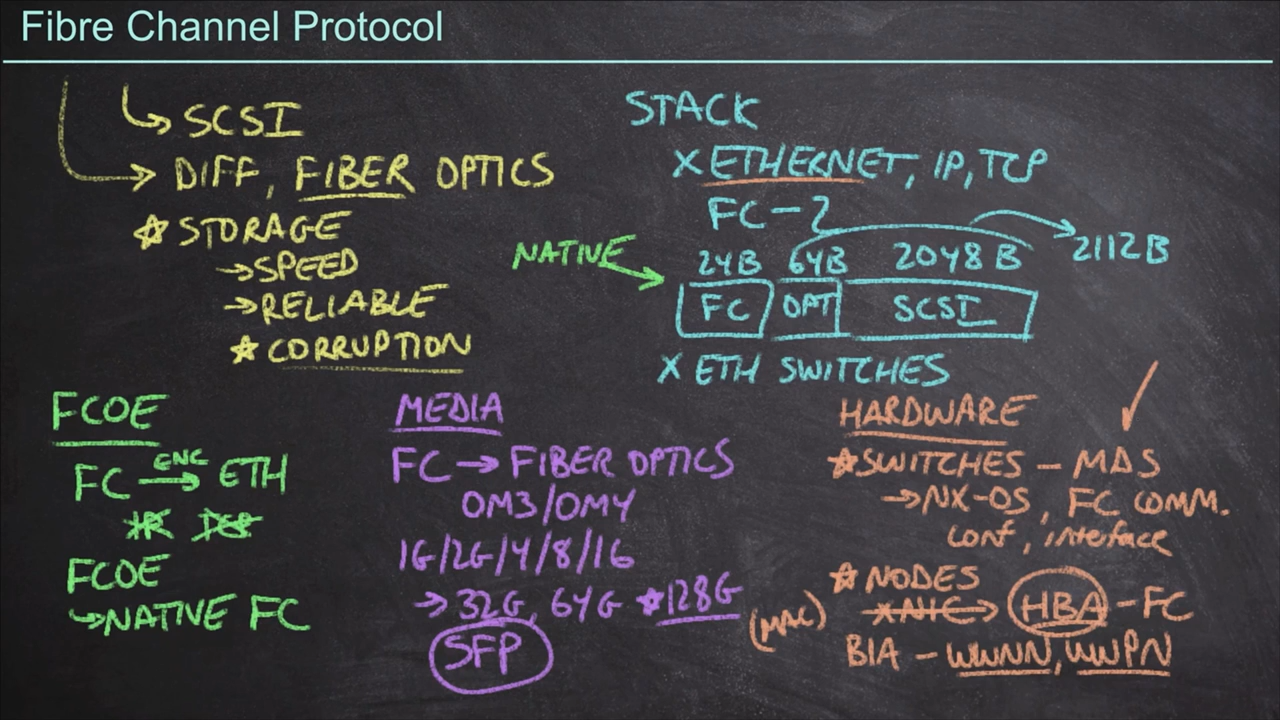 Fibre Channel Protocol
SCSI
DIFF, FIBER OPTICS
STORAGE
SPEED
RELIABLE
CORRUPTION
STACK
X ETHERNET, IP, TCP
FC-2
NATIVE
24B 64B 2048B 2112B
FC OPT SCSI
X ETH SWITCHES
FCOE
FC ENC ETH
FCOE
NATIVE FC
MEDIA
FC → FIBER OPTICS
OM3/OM4
1G/2G/4/8/16
→ 32G, 64G 128G
SFP
HARDWARE
SWITCHES - MDS
→ NX-OS, FC COMM.
conf, interface
NODES
(MAC) X NIC → HBA - FC
BIA - WWNN, WWPN